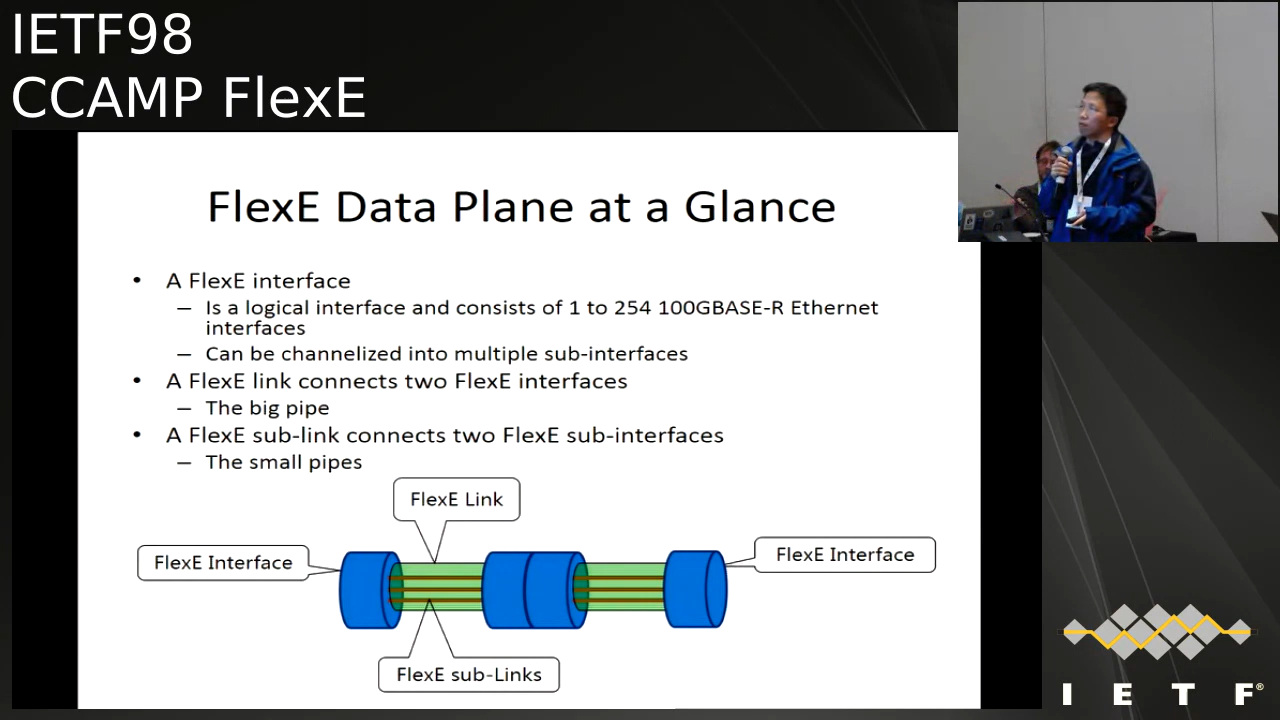 IETF98
CCAMP FlexE
FlexE Data Plane at a Glance
• A FlexE interface
– Is a logical interface and consists of 1 to 254 100GBASE-R Ethernet
interfaces
– Can be channelized into multiple sub-interfaces
• A FlexE link connects two FlexE interfaces
– The big pipe
• A FlexE sub-link connects two FlexE sub-interfaces
– The small pipes
FlexE Link
FlexE Interface
FlexE Interface
FlexE sub-Links
I E T F®